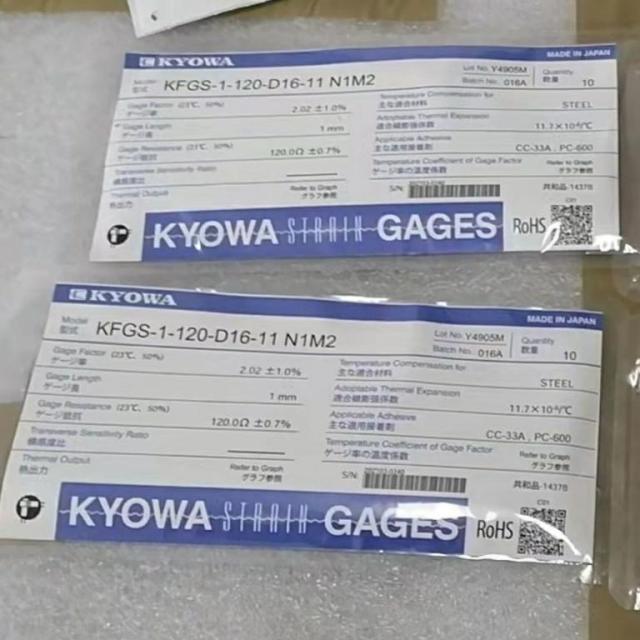 KYOWA
MADE IN JAPAN
Model
型式
KFGS-1-120-D16-11 N1M2
Lot No. Y4905M
Batch No. 016A
Quantity
数量
10
Gage Factor (23℃, 50%)
ゲージ率
2.02 ±1.0%
Gage Length
ゲージ長
1 mm
Gage Resistance (23℃, 50%)
ゲージ抵抗
120.0Ω ±0.7%
Transverse Sensitivity Ratio
横感度比
Thermal Output
熱出力
Refer to Graph
グラフ参照
Temperature Compensation for
主な適合材料
STEEL
Adoptable Thermal Expansion
適合線膨張係数
11.7×10⁻⁶/℃
Applicable Adhesive
主な適用接着剤
CC-33A , PC-600
Temperature Coefficient of Gage Factor
ゲージ率の温度係数
Refer to Graph
グラフ参照
S/N:
共和品-1437B
C01
KYOWA STRAIN GAGES
RoHS
KYOWA
MADE IN JAPAN
Model
型式
KFGS-1-120-D16-11 N1M2
Lot No. Y4905M
Batch No. 016A
Quantity
数量
10
Gage Factor (23℃, 50%)
ゲージ率
2.02 ±1.0%
Gage Length
ゲージ長
1 mm
Gage Resistance (23℃, 50%)
ゲージ抵抗
120.0Ω ±0.7%
Transverse Sensitivity Ratio
横感度比
Thermal Output
熱出力
Refer to Graph
グラフ参照
Temperature Compensation for
主な適合材料
STEEL
Adoptable Thermal Expansion
適合線膨張係数
11.7×10⁻⁶/℃
Applicable Adhesive
主な適用接着剤
CC-33A , PC-600
Temperature Coefficient of Gage Factor
ゲージ率の温度係数
Refer to Graph
グラフ参照
S/N:
共和品-1437B
C01
KYOWA STRAIN GAGES
RoHS